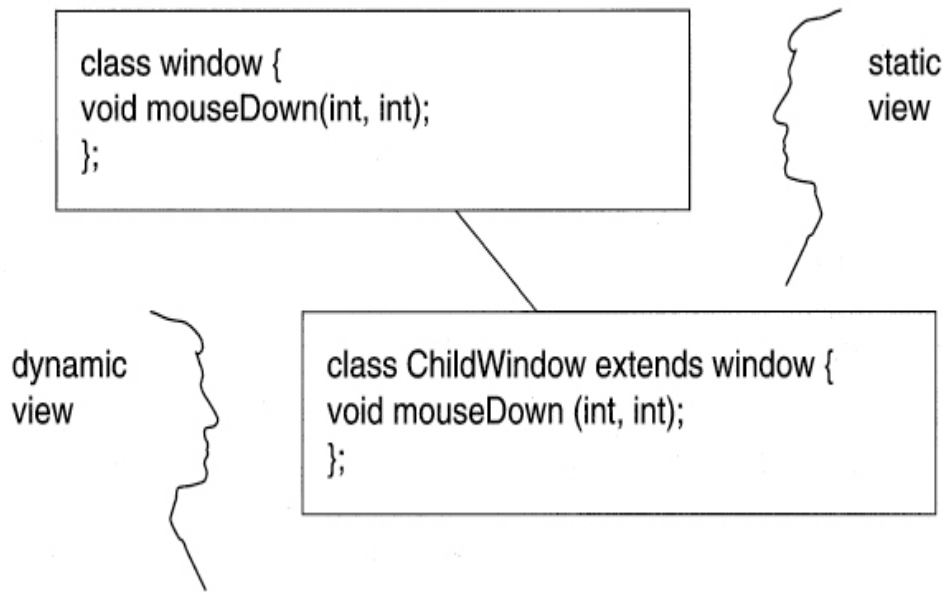 class window {
void mouseDown(int, int);
};
static
view
dynamic
view
class ChildWindow extends window {
void mouseDown (int, int);
};